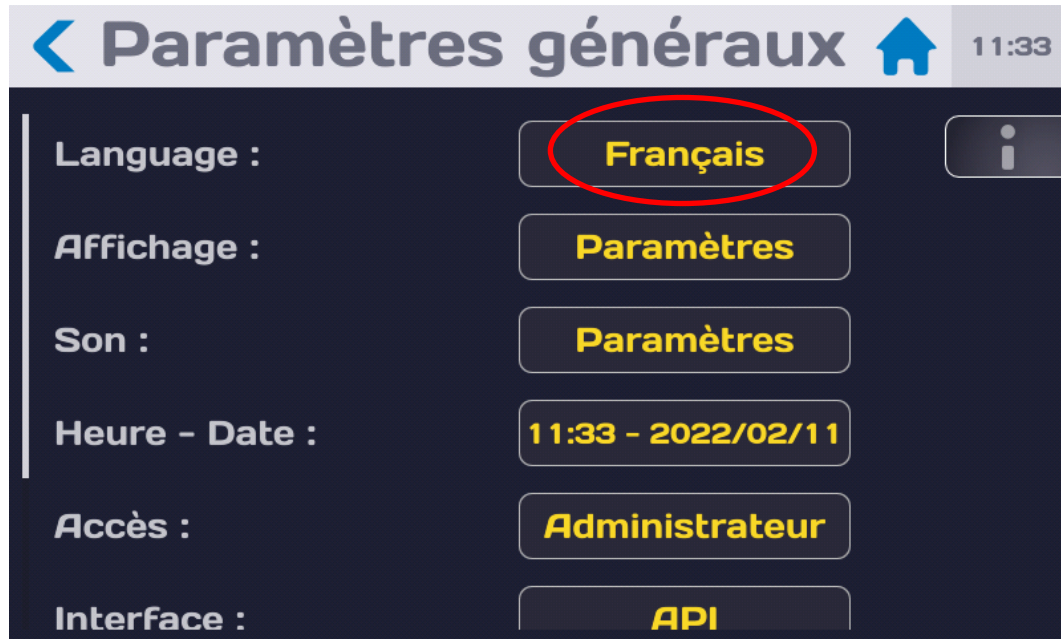 Paramètres généraux 11:33
Language : Français
Affichage : Paramètres
Son : Paramètres
Heure - Date : 11:33 - 2022/02/11
Accès : Administrateur
Interface : API